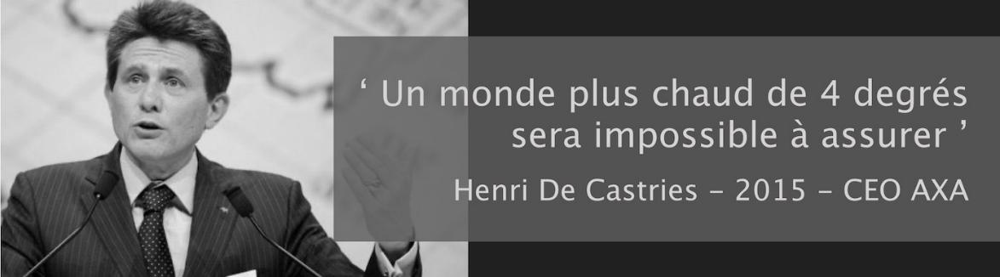 ‘ Un monde plus chaud de 4 degrés
sera impossible à assurer ’
Henri De Castries – 2015 – CEO AXA